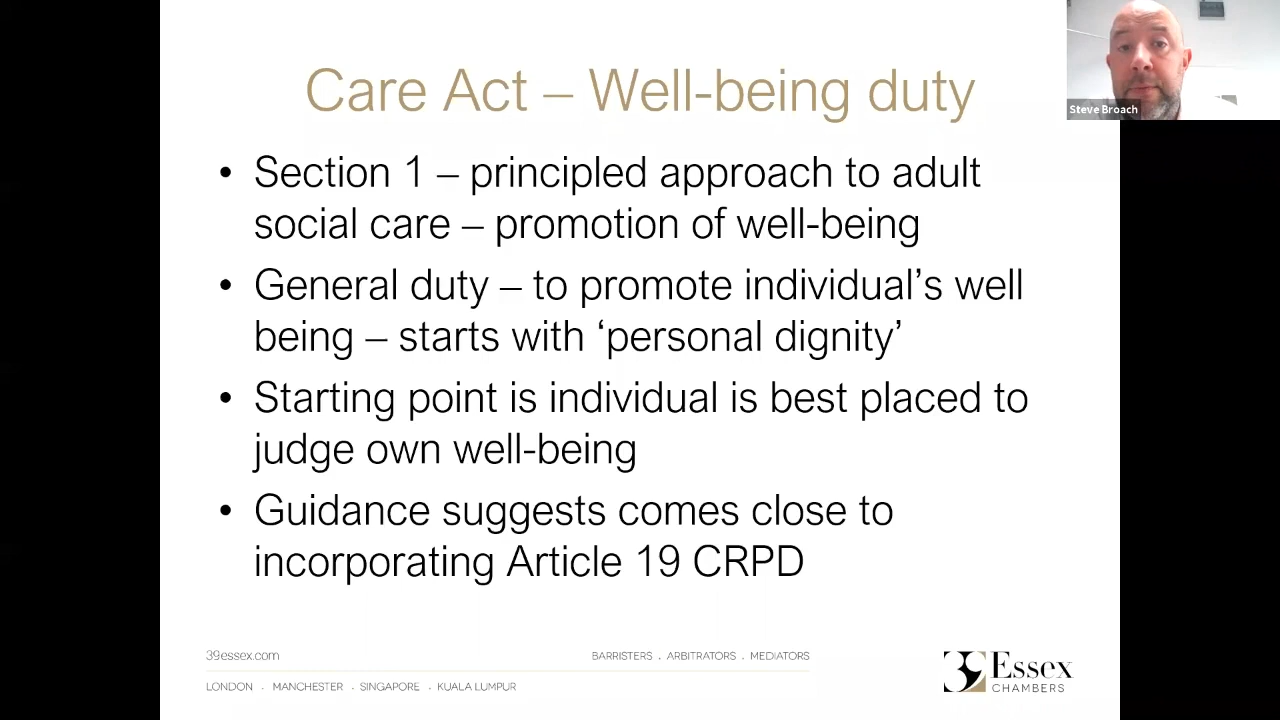 Care Act – Well-being duty
Steve Broach
• Section 1 – principled approach to adult
social care – promotion of well-being
• General duty – to promote individual’s well
being – starts with ‘personal dignity’
• Starting point is individual is best placed to
judge own well-being
• Guidance suggests comes close to
incorporating Article 19 CRPD
39essex.com
BARRISTERS . ARBITRATORS . MEDIATORS
LONDON . MANCHESTER . SINGAPORE . KUALA LUMPUR
39 Essex
CHAMBERS